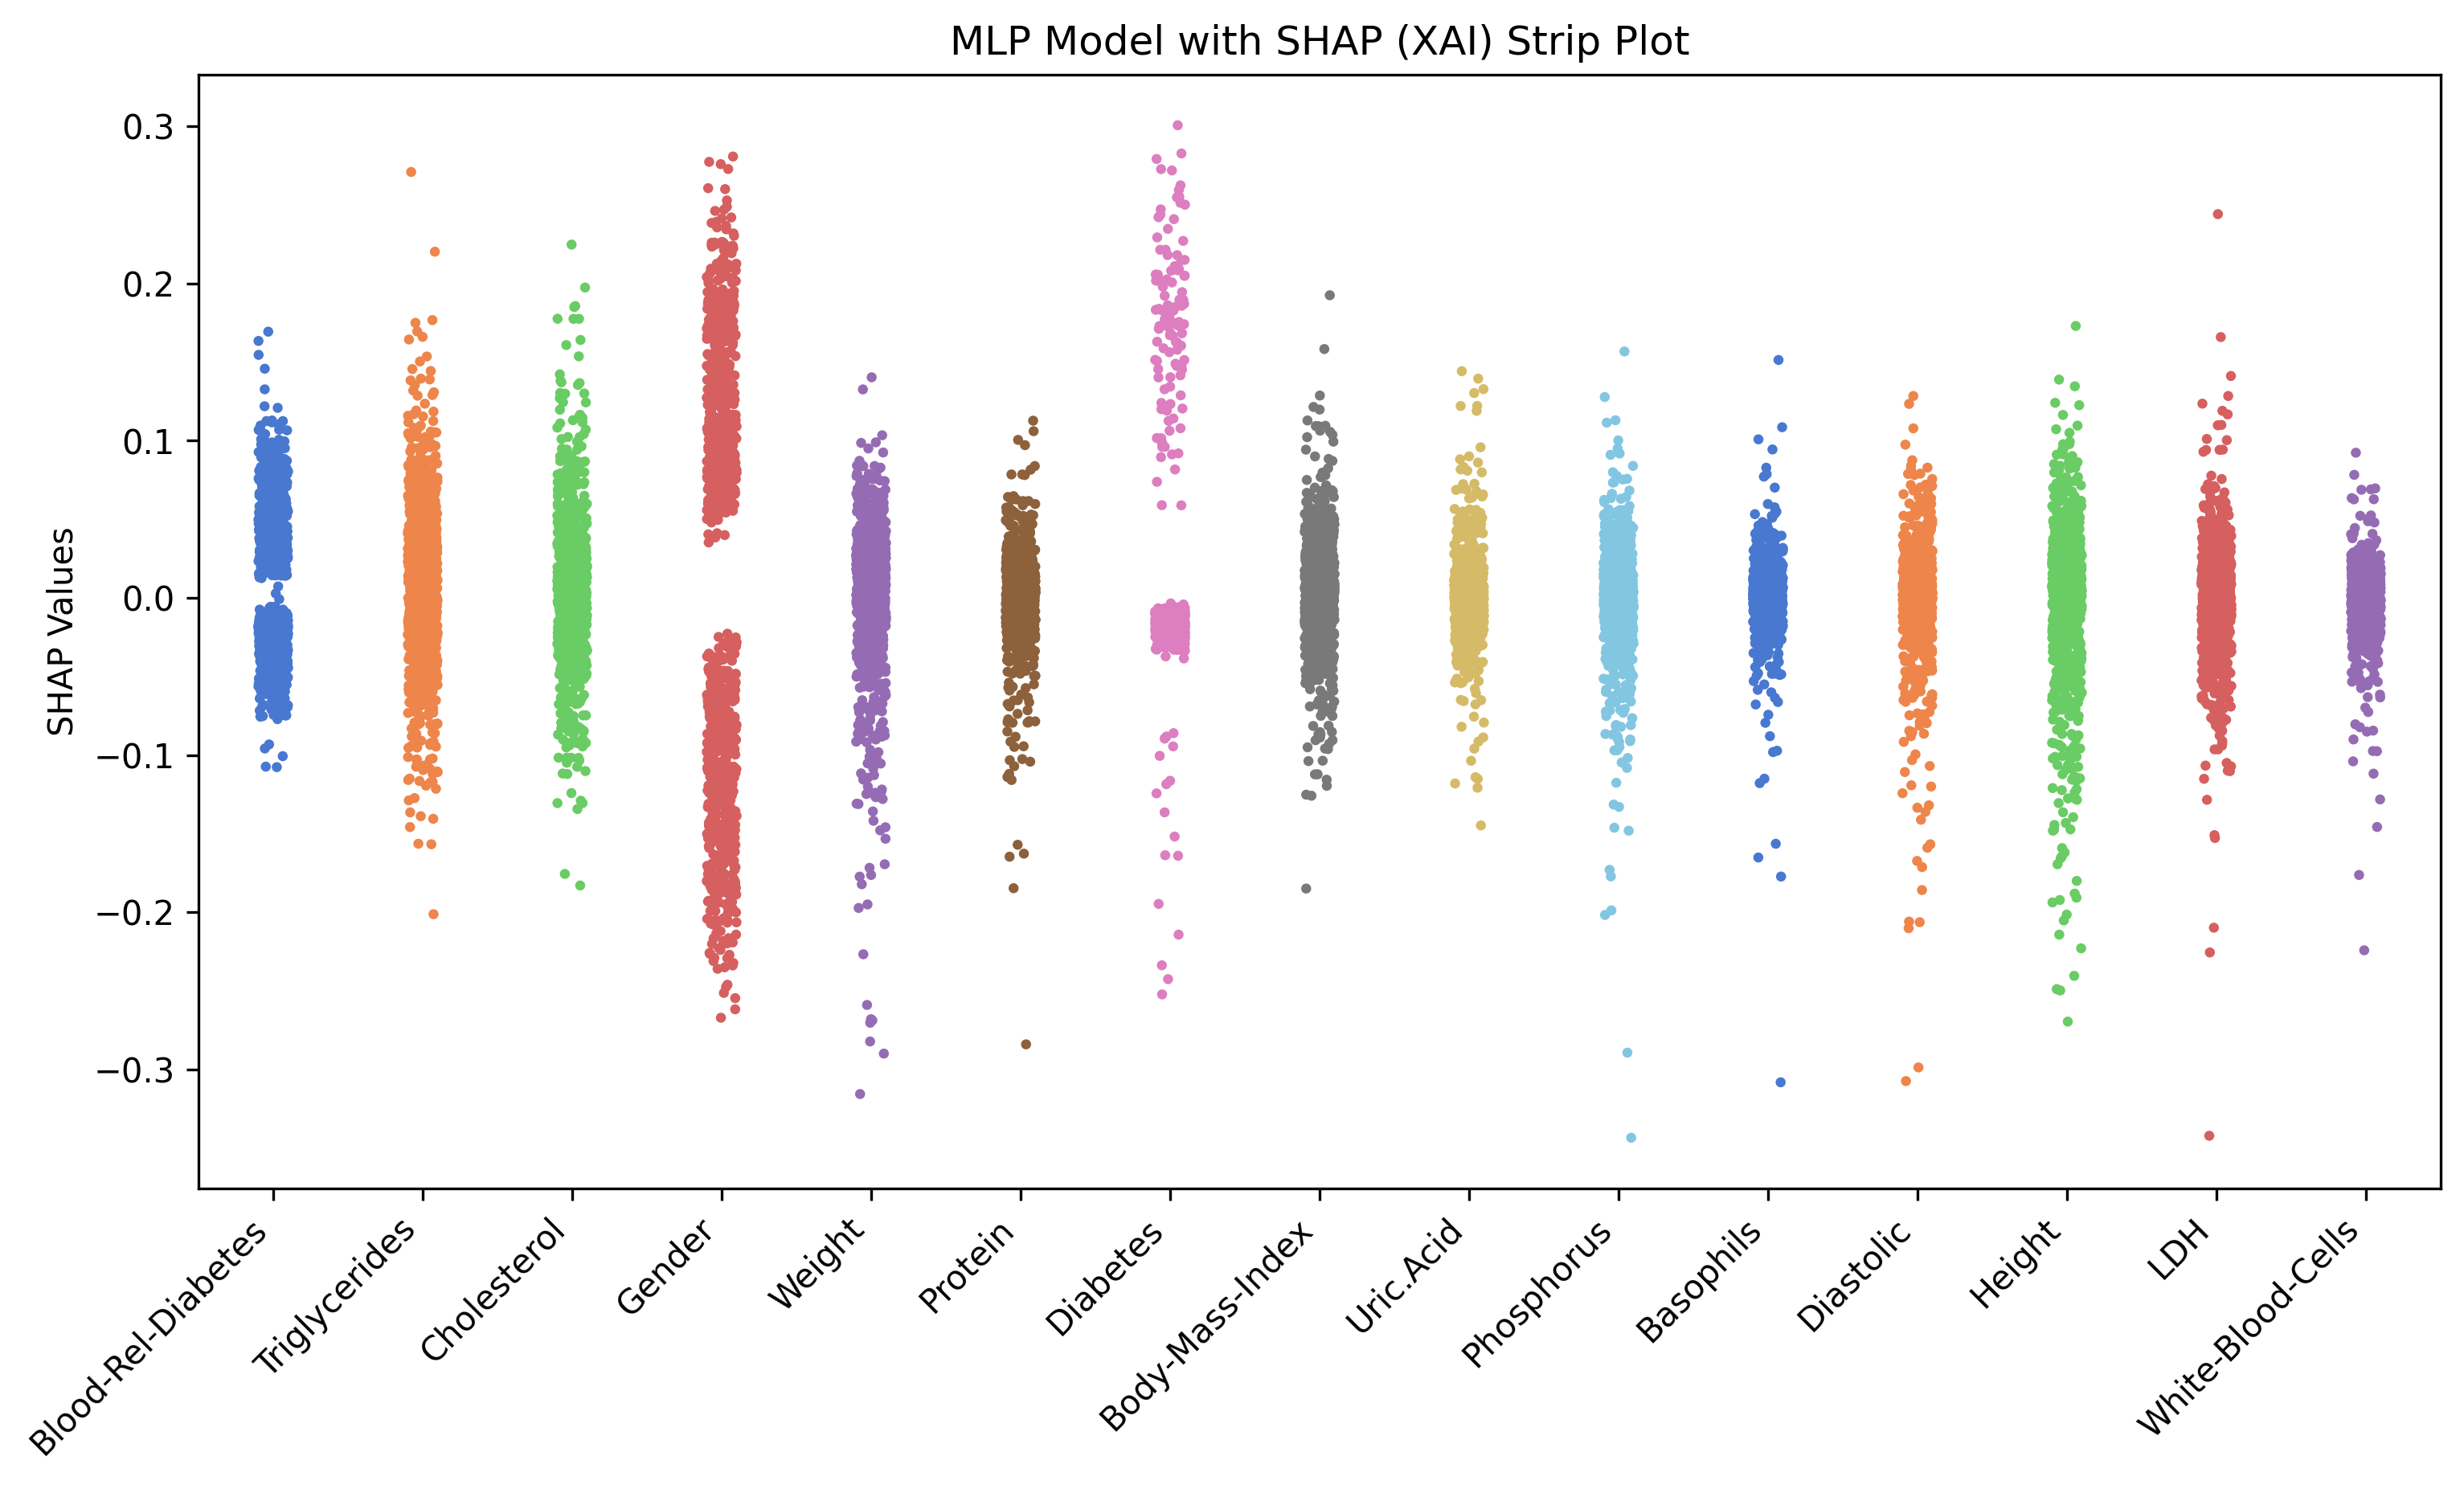 MLP Model with SHAP (XAI) Strip Plot
SHAP Values
0.3
0.2
0.1
0.0
−0.1
−0.2
−0.3
Blood-Rel-Diabetes
Triglycerides
Cholesterol
Gender
Weight
Protein
Diabetes
Body-Mass-Index
Uric.Acid
Phosphorus
Basophils
Diastolic
Height
LDH
White-Blood-Cells